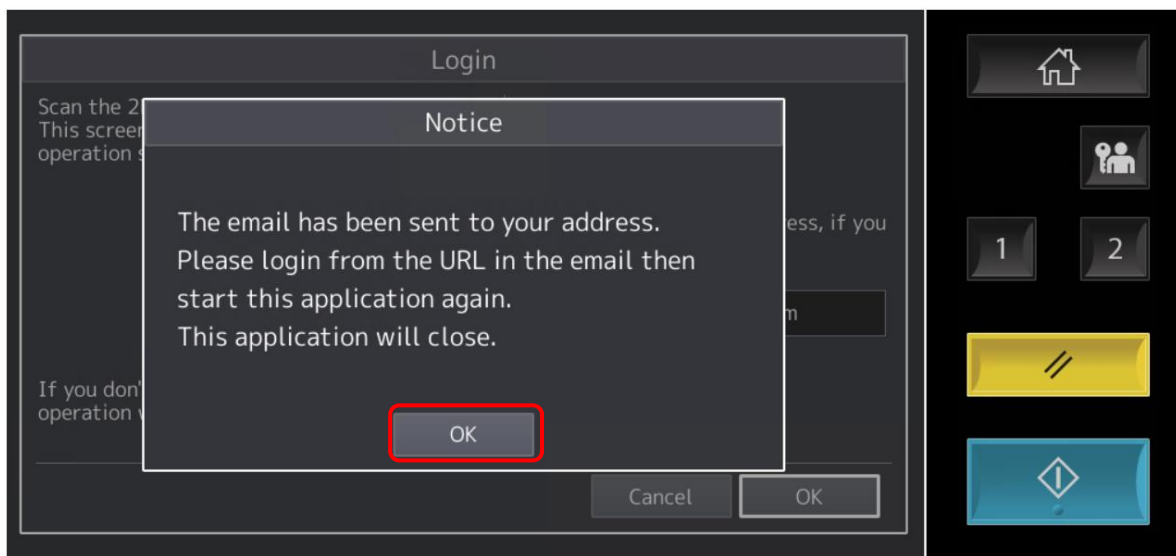 Login
Scan the 2
This screen
operation s
Notice
The email has been sent to your address.
Please login from the URL in the email then
start this application again.
This application will close.
ess, if you
m
If you don'
operation w
OK
Cancel
OK
1
2